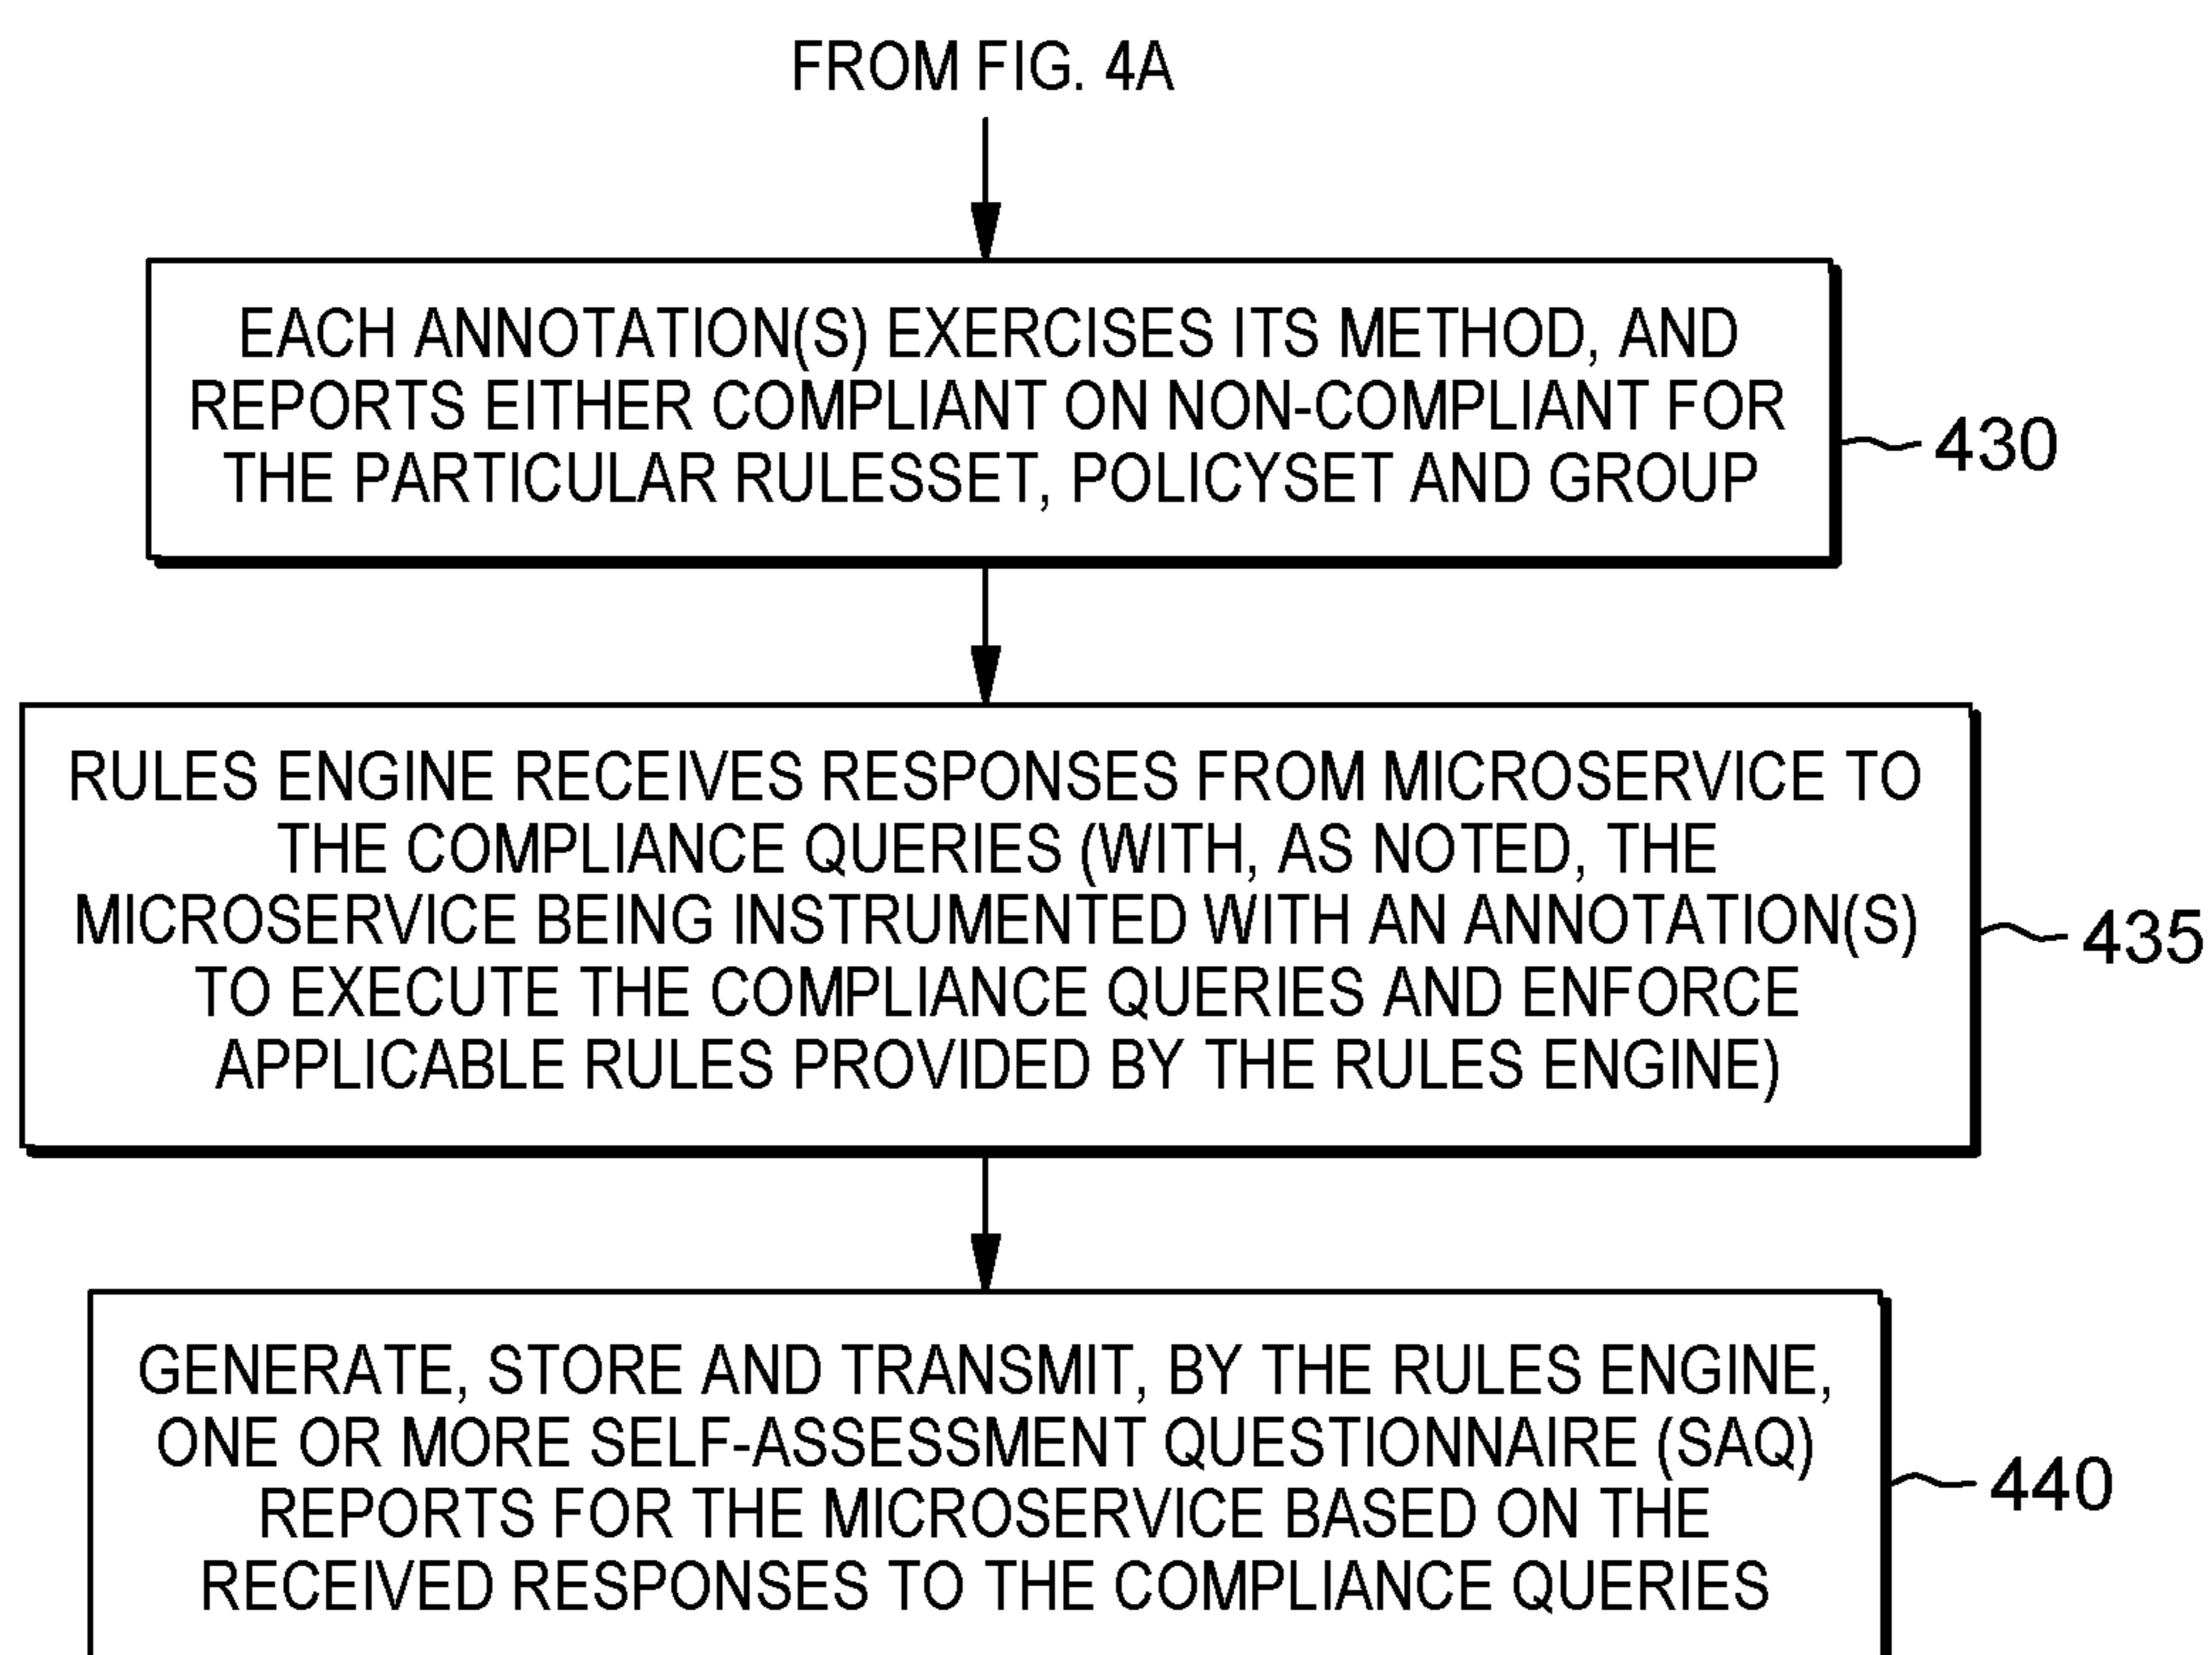 FROM FIG. 4A
EACH ANNOTATION(S) EXERCISES ITS METHOD, AND
REPORTS EITHER COMPLIANT ON NON-COMPLIANT FOR
THE PARTICULAR RULESSET, POLICYSET AND GROUP
430
RULES ENGINE RECEIVES RESPONSES FROM MICROSERVICE TO
THE COMPLIANCE QUERIES (WITH, AS NOTED, THE
MICROSERVICE BEING INSTRUMENTED WITH AN ANNOTATION(S)
TO EXECUTE THE COMPLIANCE QUERIES AND ENFORCE
APPLICABLE RULES PROVIDED BY THE RULES ENGINE)
435
GENERATE, STORE AND TRANSMIT, BY THE RULES ENGINE,
ONE OR MORE SELF-ASSESSMENT QUESTIONNAIRE (SAQ)
REPORTS FOR THE MICROSERVICE BASED ON THE
RECEIVED RESPONSES TO THE COMPLIANCE QUERIES
440